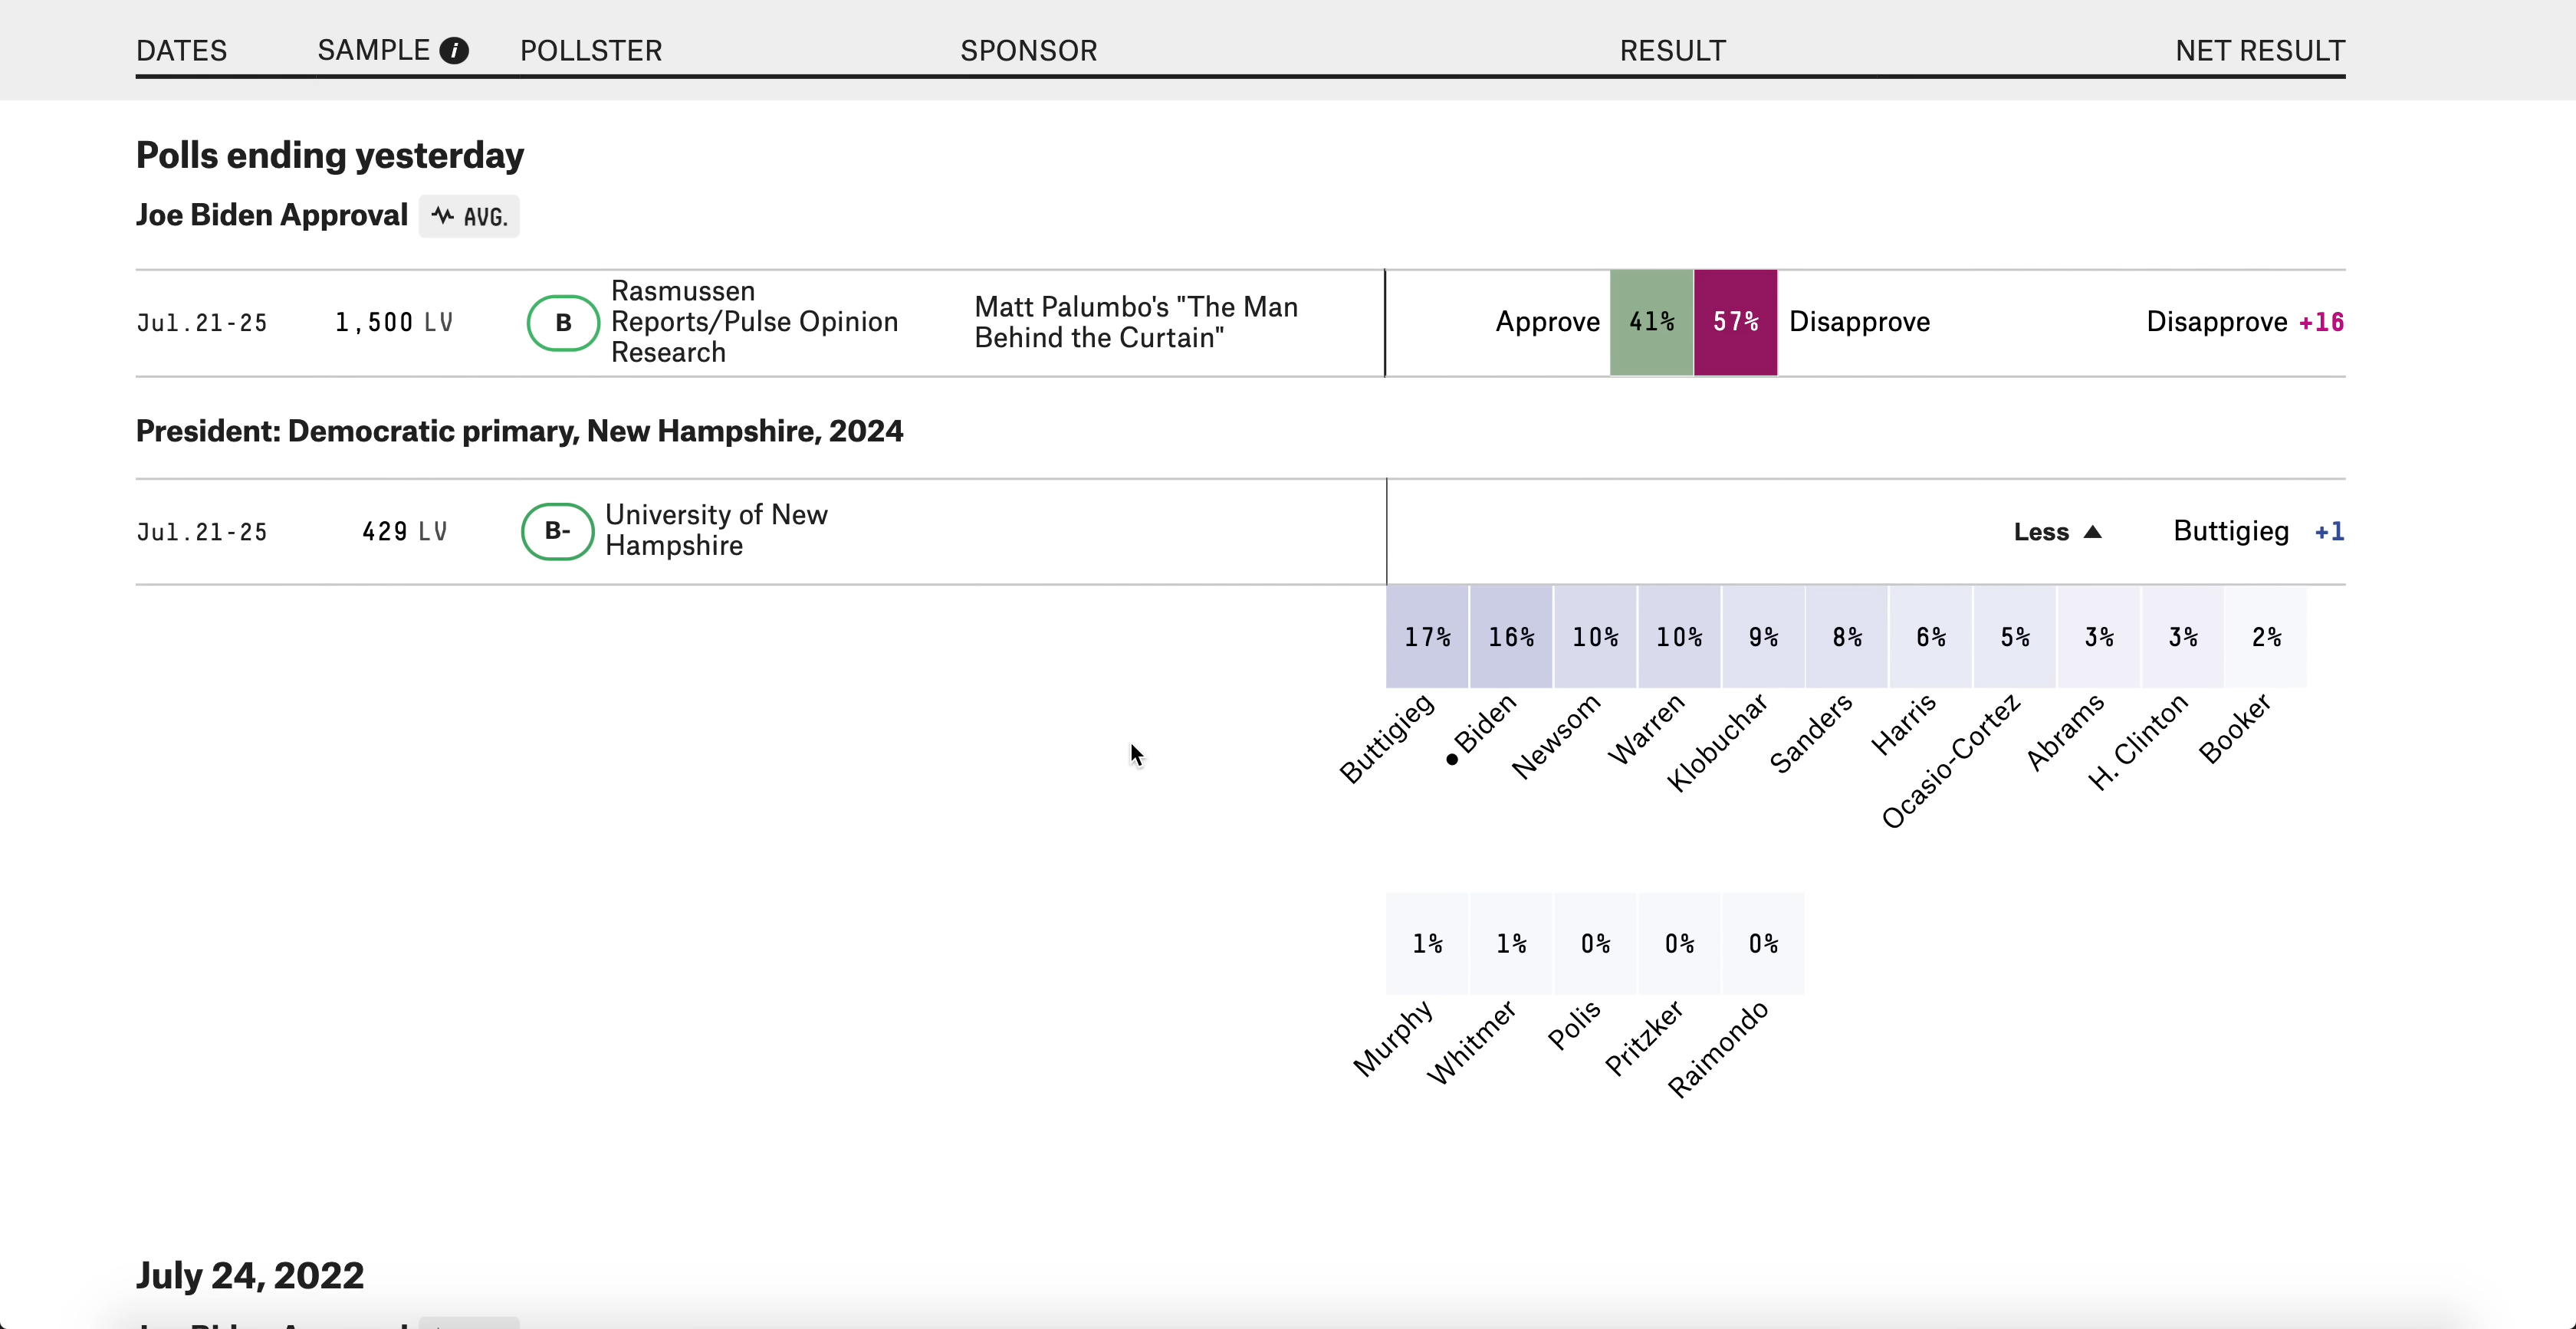 DATES SAMPLE i POLLSTER SPONSOR RESULT NET RESULT
Polls ending yesterday
Joe Biden Approval AVG.
Jul.21-25 1,500 LV B Rasmussen
Reports/Pulse Opinion
Research
Matt Palumbo's "The Man
Behind the Curtain"
Approve 41% 57% Disapprove Disapprove +16
President: Democratic primary, New Hampshire, 2024
Jul.21-25 429 LV B- University of New
Hampshire
Less ▲ Buttigieg +1
17% 16% 10% 10% 9% 8% 6% 5% 3% 3% 2%
Buttigieg
• Biden
Newsom
Warren
Klobuchar
Sanders
Harris
Ocasio-Cortez
Abrams
H. Clinton
Booker
1% 1% 0% 0% 0%
Murphy
Whitmer
Polis
Pritzker
Raimondo
July 24, 2022